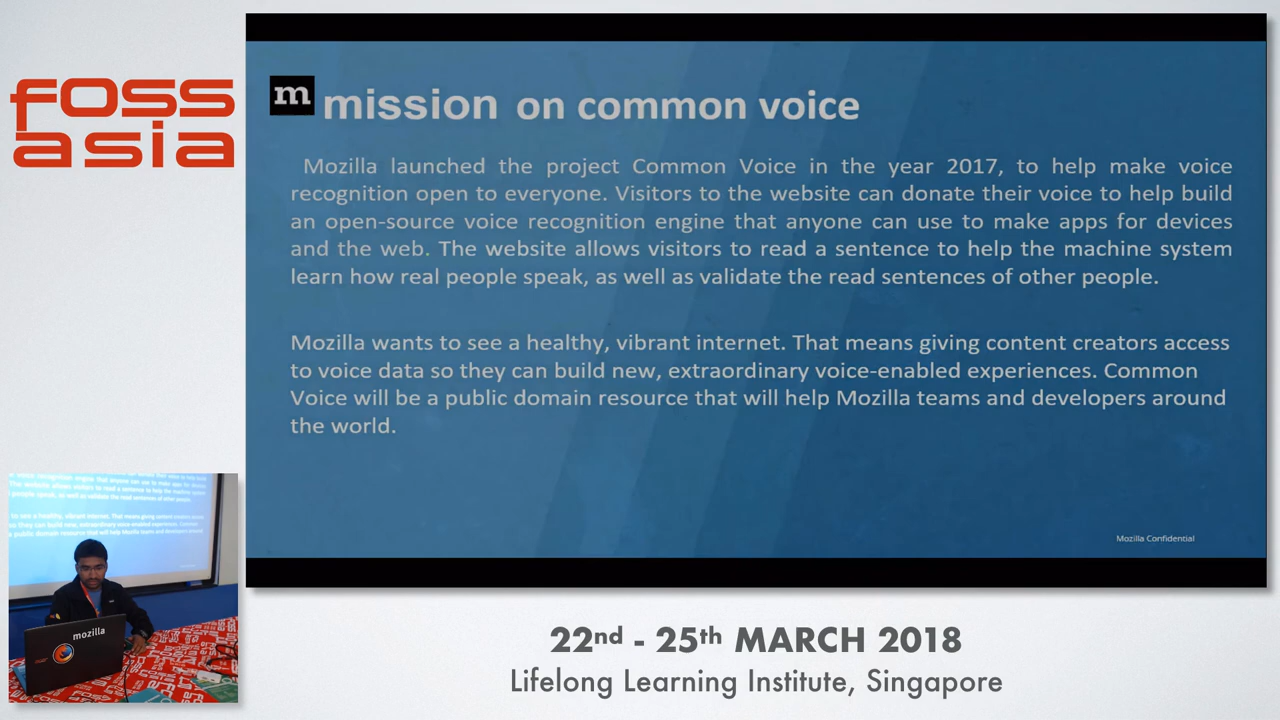 foss
asia
m mission on common voice
Mozilla launched the project Common Voice in the year 2017, to help make voice
recognition open to everyone. Visitors to the website can donate their voice to help build
an open-source voice recognition engine that anyone can use to make apps for devices
and the web. The website allows visitors to read a sentence to help the machine system
learn how real people speak, as well as validate the read sentences of other people.
Mozilla wants to see a healthy, vibrant internet. That means giving content creators access
to voice data so they can build new, extraordinary voice-enabled experiences. Common
Voice will be a public domain resource that will help Mozilla teams and developers around
the world.
Mozilla Confidential
mozilla
22nd - 25th MARCH 2018
Lifelong Learning Institute, Singapore